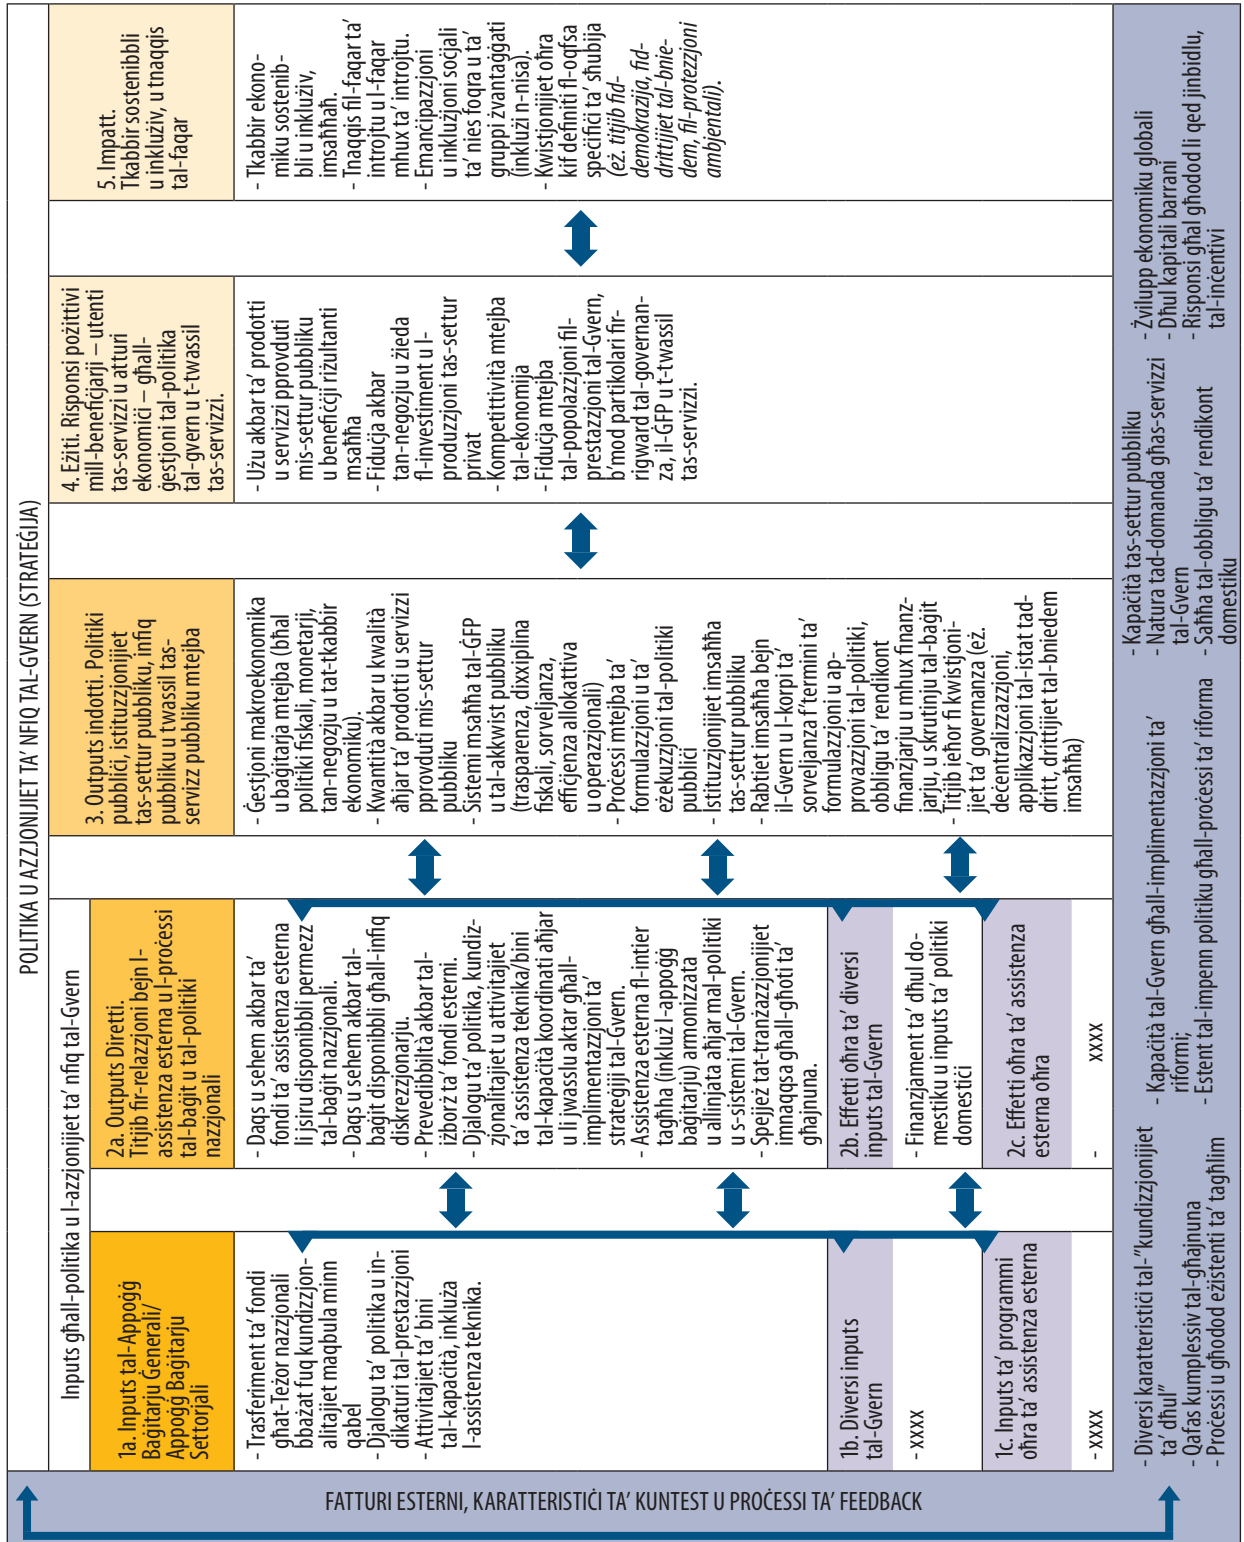 POLITIKA U AZZJONIJIET TA’ NFIQ TAL-GVERN (STRATEĠIJA)
Inputs għall-politika u l-azzjonijiet ta’ nfiq tal-Gvern
1a. Inputs tal-Appoġġ
Baġitarju Ġenerali/
Appoġġ Baġitarju
Settorjali
- Trasferiment ta’ fondi
għat-Teżor nazzjonali
bbażat fuq kundizzjon-
alitajiet maqbula minn
qabel
- Djalogu ta’ politika u in-
dikaturi tal-prestazzjoni
- Attivitajiet ta’ bini
tal-kapaċità, inkluża
l-assistenza teknika.
1b. Diversi inputs
tal-Gvern
- xxxx
1c. Inputs ta’ programmi
oħra ta’ assistenza esterna
- xxxx
2a. Outputs Diretti.
Titjib fir-relazzjoni bejn l-
assistenza esterna u l-proċessi
tal-baġit u tal-politiki
nazzjonali
- Daqs u sehem akbar ta’
fondi ta’ assistenza esterna
li jsiru disponibbli permezz
tal-baġit nazzjonali.
- Daqs u sehem akbar tal-
baġit disponibbli għall-infiq
diskrezzjonarju.
- Prevedibbiltà akbar tal-
iżborż ta’ fondi esterni.
- Djalogu ta’ politika, kundiz-
zjonalitajiet u attivitajiet
ta’ assistenza teknika/bini
tal-kapaċità koordinati aħjar
u li jwasslu aktar għall-
implimentazzjoni ta’
strateġiji tal-Gvern.
- Assistenza esterna fl-intier
tagħha (inkluż l-appoġġ
baġitarju) armonizzata
u allinjata aħjar mal-politiki
u s-sistemi tal-Gvern.
- Spejjeż tat-tranżazzjonijiet
imnaqqsa għall-għoti ta’
għajnuna.
2b. Effetti oħra ta’ diversi
inputs tal-Gvern
- Finanzjament ta’ dħul do-
mestiku u inputs ta’ politiki
domestiċi
2c. Effetti oħra ta’ assistenza
esterna oħra
- xxxx
3. Outputs indotti. Politiki
pubbliċi, istituzzjonijiet
tas-settur pubbliku, infiq
pubbliku u twassil tas-
servizz pubbliku mtejba
- Ġestjoni makroekonomika
u baġitarja mtejba (bħal
politiki fiskali, monetarji,
tan-negozju u tat-tkabbir
ekonomiku).
- Kwantità akbar u kwalità
aħjar ta’ prodotti u servizzi
pprovduti mis-settur
pubbliku
- Sistemi msaħħa tal-ĠFP
u tal-akkwist pubbliku
(trasparenza, dixxiplina
fiskali, sorveljanza,
effiċjenza allokattiva
u operazzjonali)
- Proċessi mtejba ta’
formulazzjoni u ta’
eżekuzzjoni tal-politiki
pubbliċi
- Istituzzjonijiet imsaħħa
tas-settur pubbliku
- Rabtiet imsaħħa bejn
il-Gvern u l-korpi ta’
sorveljanza f’termini ta’
formulazzjoni u ap-
provazzjoni tal-politiki,
obbligu ta’ rendikont
finanzjarju u mhux finanz-
jarju, u skrutinju tal-baġit
- Titjib ieħor fi kwistjoni-
jiet ta’ governanza (eż.
deċentralizzazzjoni,
applikazzjoni tal-istat tad-
dritt, drittijiet tal-bniedem
imsaħħa)
4. Eżiti. Risponsi pożittivi
mill-benefiċjarji – utenti
tas-servizzi u atturi
ekonomiċi – għall-
ġestjoni tal-politika
tal-gvern u t-twassil
tas-servizzi.
- Użu akbar ta’ prodotti
u servizzi pprovduti
mis-settur pubbliku
u benefiċċji riżultanti
msaħħa
- Fiduċja akbar
tan-negozju u żieda
fl-investiment u l-
produzzjoni tas-settur
privat
- Kompetittività mtejba
tal-ekonomija
- Fiduċja mtejba
tal-popolazzjoni fil-
prestazzjoni tal-Gvern,
b’mod partikolari fir-
rigward tal-governan-
za, il-ĠFP u t-twassil
tas-servizzi.
5. Impatt.
Tkabbir sostenibbli
u inklużiv, u tnaqqis
tal-faqar
- Tkabbir ekono-
miku sostenib-
bli u inklużiv,
imsaħħaħ.
- Tnaqqis fil-faqar ta’
introjtu u l-faqar
mhux ta’ introjtu.
- Emanċipazzjoni
u inklużjoni soċjali
ta’ nies foqra u ta’
gruppi żvantaġġati
(inklużi n-nisa).
- Kwistjonijiet oħra
kif definiti fl-oqfsa
speċifiċi ta’ sħubija
(eż. titjib fid-
demokrazija, fid-
drittijiet tal-bnie-
dem, fil-protezzjoni
ambjentali).
FATTURI ESTERNI, KARATTERISTIĊI TA’ KUNTEST U PROĊESSI TA’ FEEDBACK
- Diversi karatteristiċi tal-“kundizzjonijiet
ta’ dħul”
- Qafas kumplessiv tal-għajnuna
- Proċessi u għodod eżistenti ta’ tagħlim
- Kapaċità tal-Gvern għall-implimentazzjoni ta’
riformi;
- Estent tal-impenn politiku għall-proċessi ta’ riforma
- Kapaċità tas-settur pubbliku
- Natura tad-domanda għas-servizzi
tal-Gvern
- Saħħa tal-obbligu ta’ rendikont
domestiku
- Żvilupp ekonomiku globali
- Dħul kapitali barrani
- Risponsi għal għodod li qed jinbidlu,
tal-inċentivi